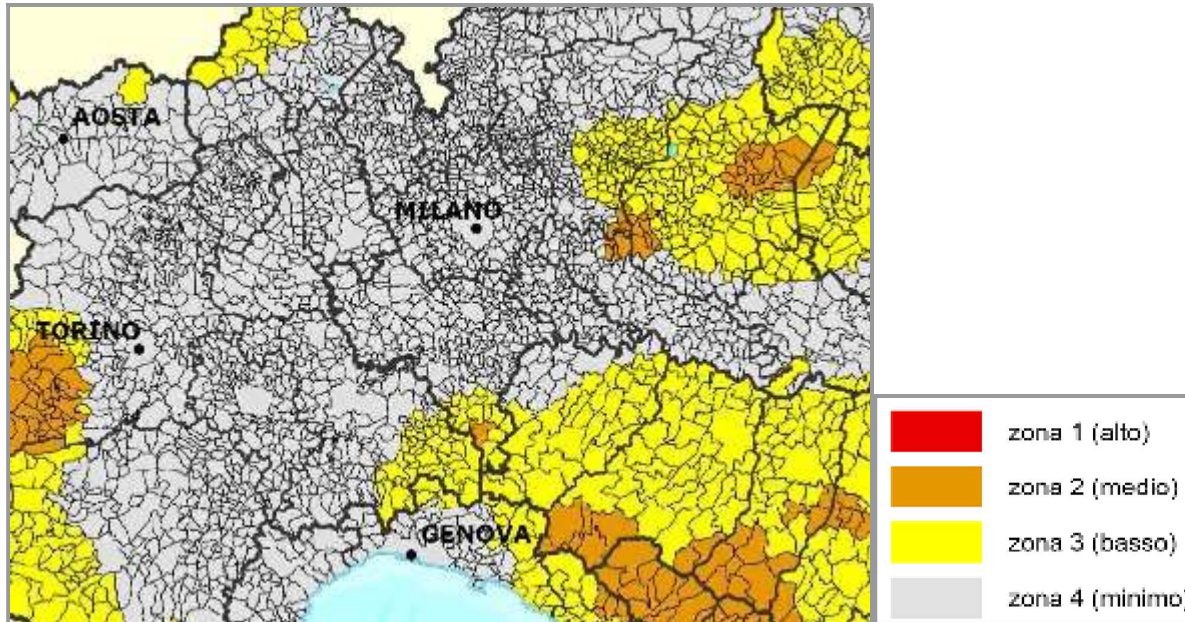 AOSTA
MILANO
TORINO
GENOVA
zona 1 (alto)
zona 2 (medio)
zona 3 (basso)
zona 4 (minimo)